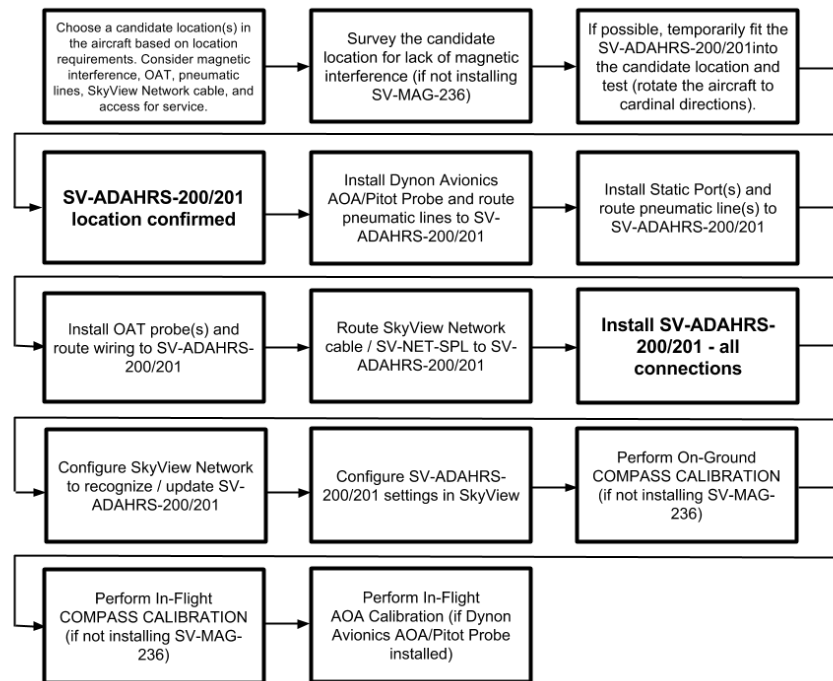 Choose a candidate location(s) in
the aircraft based on location
requirements. Consider magnetic
interference, OAT, pneumatic
lines, SkyView Network cable, and
access for service.
Survey the candidate
location for lack of magnetic
interference (if not installing
SV-MAG-236)
If possible, temporarily fit the
SV-ADAHRS-200/201into
the candidate location and
test (rotate the aircraft to
cardinal directions).
SV-ADAHRS-200/201
location confirmed
Install Dynon Avionics
AOA/Pitot Probe and route
pneumatic lines to SV-
ADAHRS-200/201
Install Static Port(s) and
route pneumatic line(s) to
SV-ADAHRS-200/201
Install OAT probe(s) and
route wiring to SV-ADAHRS-
200/201
Route SkyView Network
cable / SV-NET-SPL to SV-
ADAHRS-200/201
Install SV-ADAHRS-
200/201 - all
connections
Configure SkyView Network
to recognize / update SV-
ADAHRS-200/201
Configure SV-ADAHRS-
200/201 settings in SkyView
Perform On-Ground
COMPASS CALIBRATION
(if not installing SV-MAG-
236)
Perform In-Flight
COMPASS CALIBRATION
(if not installing SV-MAG-
236)
Perform In-Flight
AOA Calibration (if Dynon
Avionics AOA/Pitot Probe
installed)